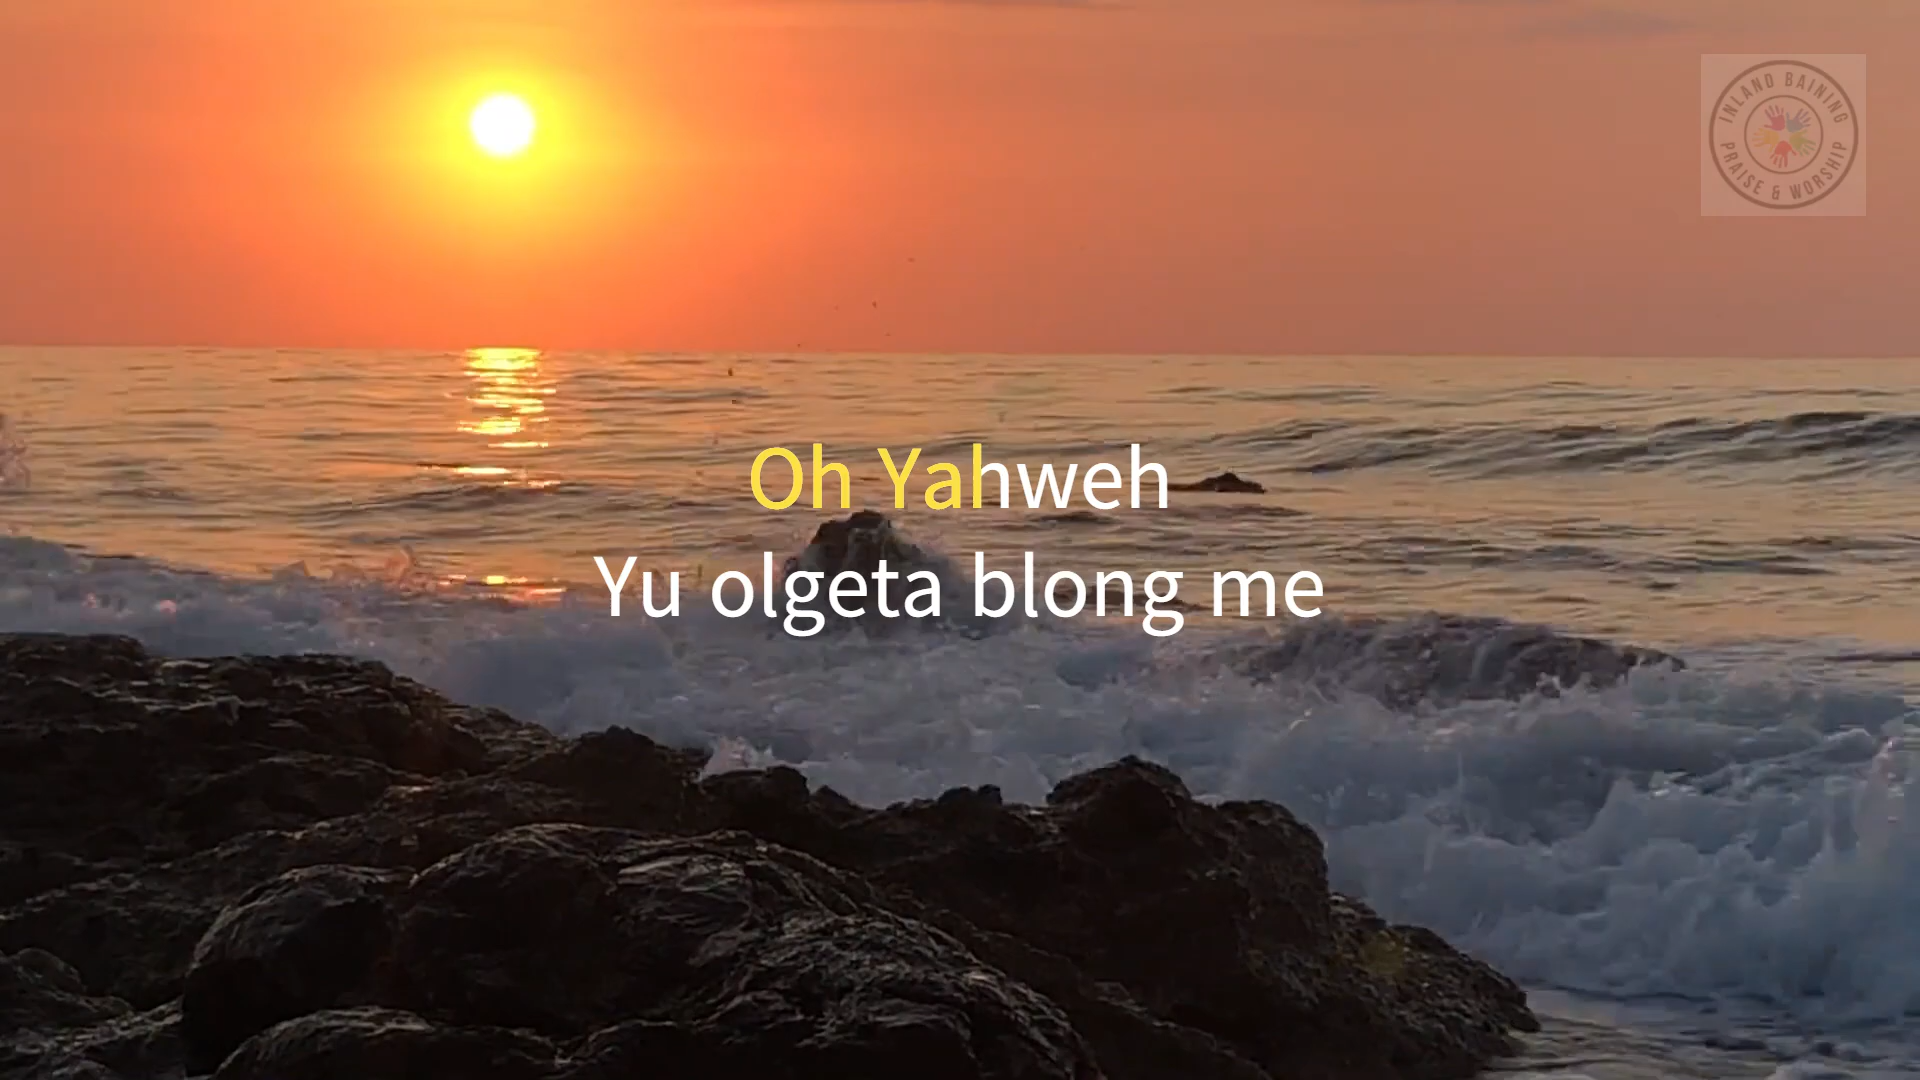 INLAND BAINING
PRAISE & WORSHIP
Oh Yahweh
Yu olgeta blong me